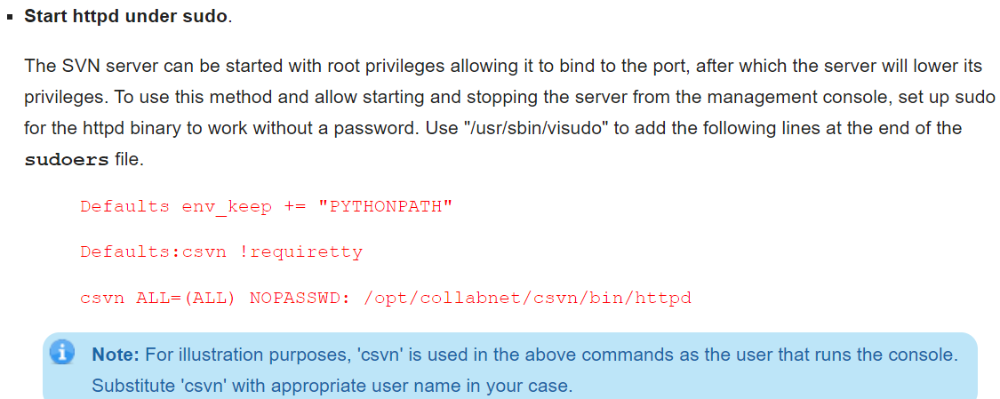 Start httpd under sudo.
The SVN server can be started with root privileges allowing it to bind to the port, after which the server will lower its
privileges. To use this method and allow starting and stopping the server from the management console, set up sudo
for the httpd binary to work without a password. Use "/usr/sbin/visudo" to add the following lines at the end of the
sudoers file.
Defaults env_keep += "PYTHONPATH"
Defaults:csvn !requiretty
csvn ALL=(ALL) NOPASSWD: /opt/collabnet/csvn/bin/httpd
Note: For illustration purposes, 'csvn' is used in the above commands as the user that runs the console.
Substitute 'csvn' with appropriate user name in your case.